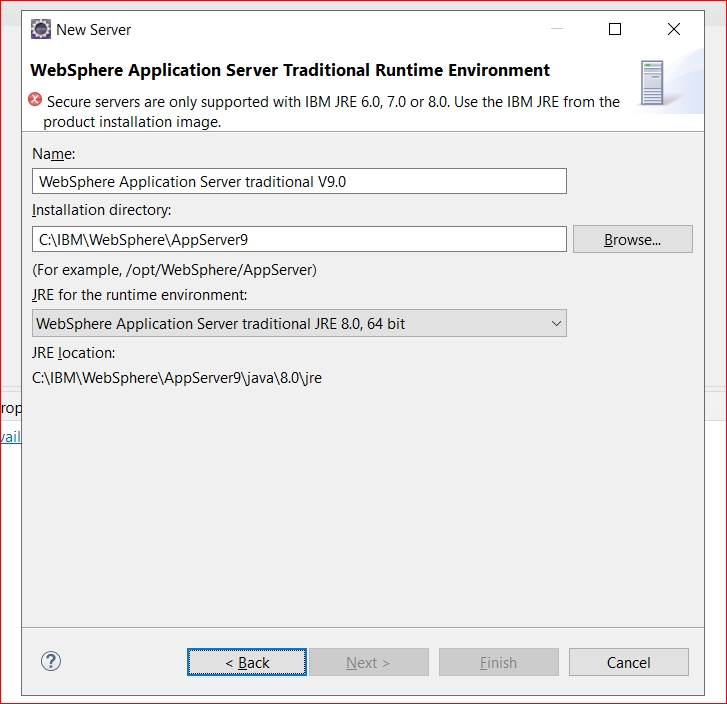 New Server
WebSphere Application Server Traditional Runtime Environment
Secure servers are only supported with IBM JRE 6.0, 7.0 or 8.0. Use the IBM JRE from the
product installation image.
Name:
WebSphere Application Server traditional V9.0
Installation directory:
C:\IBM\WebSphere\AppServer9
Browse...
(For example, /opt/WebSphere/AppServer)
JRE for the runtime environment:
WebSphere Application Server traditional JRE 8.0, 64 bit
JRE location:
C:\IBM\WebSphere\AppServer9\java\8.0\jre
rop
vail
< Back
Next >
Finish
Cancel